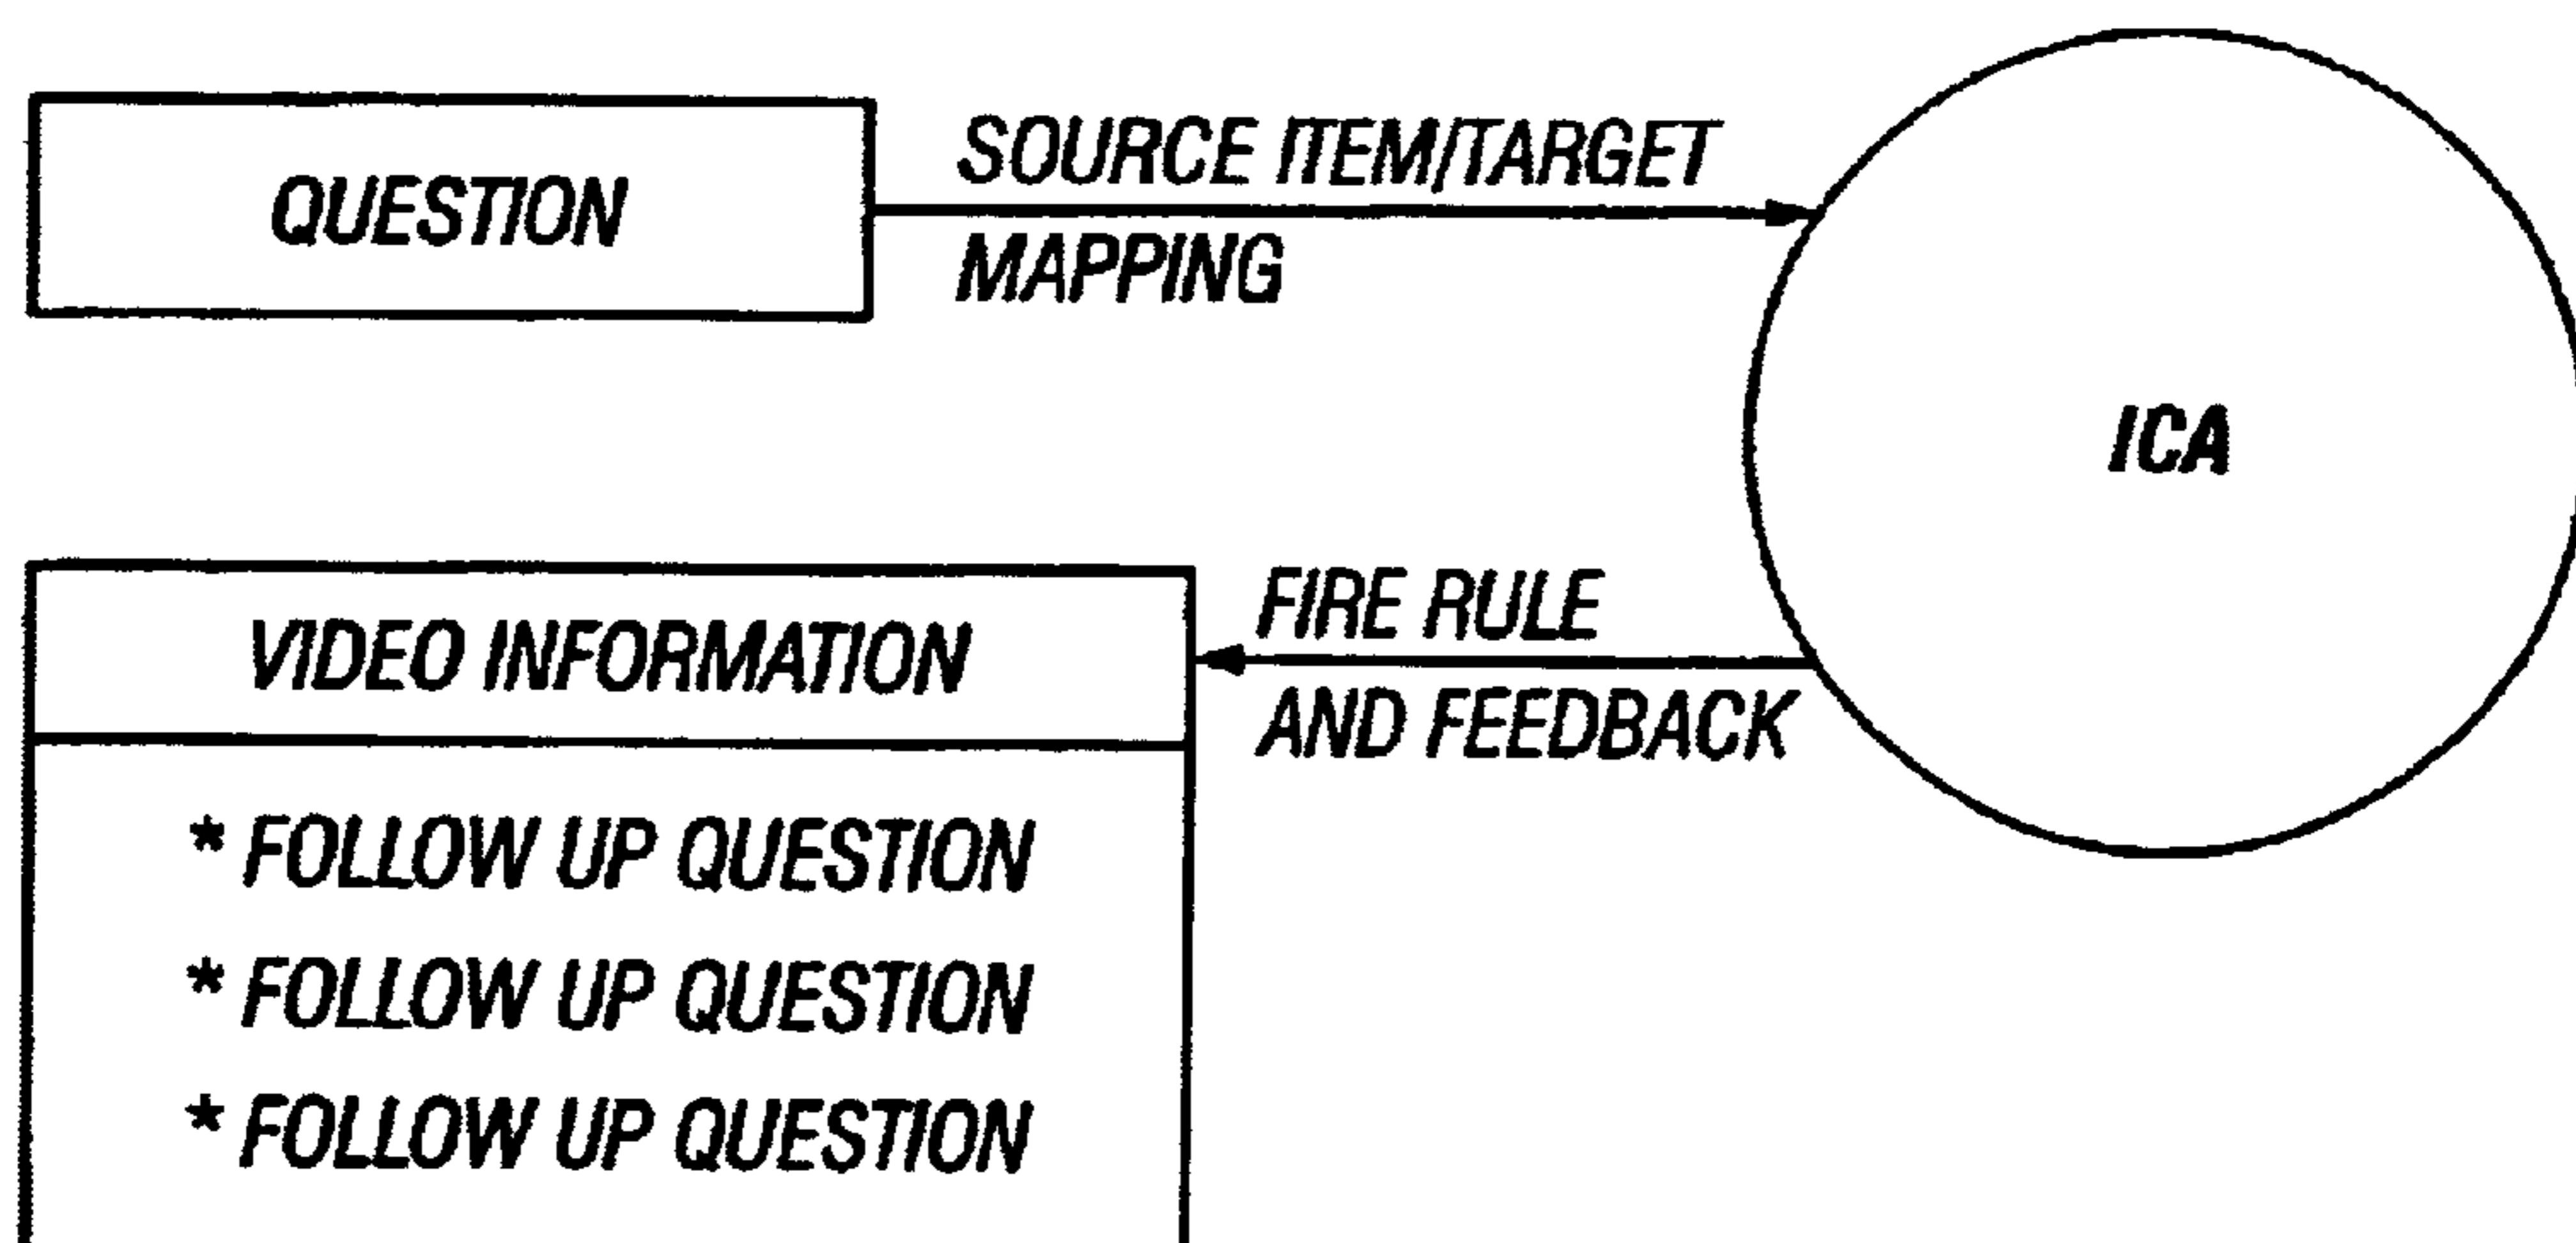 QUESTION
SOURCE ITEM/TARGET
MAPPING
ICA
FIRE RULE
AND FEEDBACK
VIDEO INFORMATION
* FOLLOW UP QUESTION
* FOLLOW UP QUESTION
* FOLLOW UP QUESTION